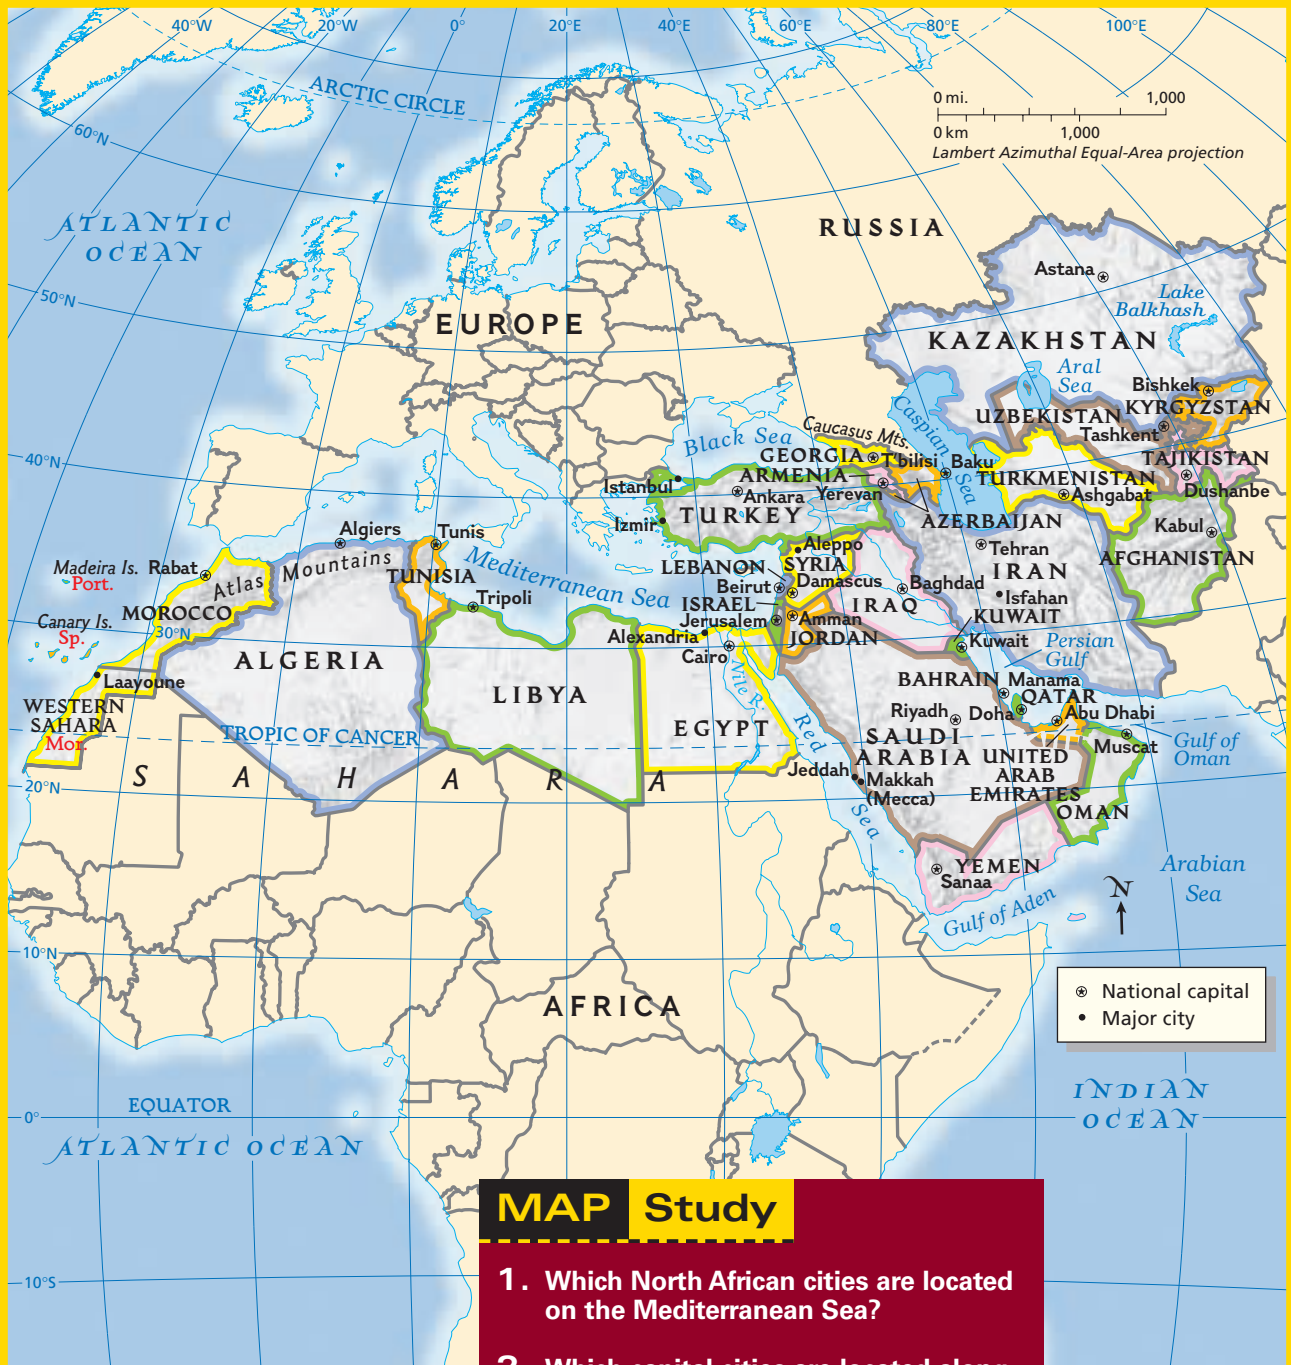 40°W
20°W
0°
20°E
40°E
60°E
80°E
100°E
ARCTIC CIRCLE
60°N
0 mi.
1,000
0 km
1,000
Lambert Azimuthal Equal-Area projection
ATLANTIC
OCEAN
RUSSIA
Astana
50°N
Lake
Balkhash
EUROPE
KAZAKHSTAN
Aral
Sea
Bishkek
KYRGYZSTAN
UZBEKISTAN
Tashkent
Caspian
Sea
Caucasus Mts.
Black Sea
GEORGIA
T'bilisi
Baku
TAJIKISTAN
40°N
ARMENIA
TURKMENISTAN
Istanbul
Ankara
Yerevan
Ashgabat
Dushanbe
Izmir
TURKEY
AZERBAIJAN
Kabul
Algiers
Tunis
Aleppo
Tehran
AFGHANISTAN
Mediterranean Sea
LEBANON
SYRIA
IRAN
Madeira Is.
Port.
Rabat
Atlas
Mountains
TUNISIA
Beirut
Damascus
Baghdad
Isfahan
Tripoli
ISRAEL
IRAQ
KUWAIT
MOROCCO
Jerusalem
Amman
Canary Is.
Sp.
30°N
Alexandria
JORDAN
Kuwait
Persian
Gulf
Cairo
ALGERIA
Laayoune
Nile R.
BAHRAIN
Manama
LIBYA
QATAR
WESTERN
SAHARA
Mor.
Riyadh
Doha
Abu Dhabi
EGYPT
Red
Sea
TROPIC OF CANCER
SAUDI
ARABIA
Muscat
Gulf of
Oman
UNITED
ARAB
EMIRATES
SAHARA
Jeddah
Makkah
(Mecca)
20°N
OMAN
YEMEN
Sanaa
Arabian
Sea
N
Gulf of Aden
10°N
AFRICA
National capital
Major city
EQUATOR
INDIAN
OCEAN
0°
ATLANTIC OCEAN
MAP Study
10°S
1. Which North African cities are located
on the Mediterranean Sea?